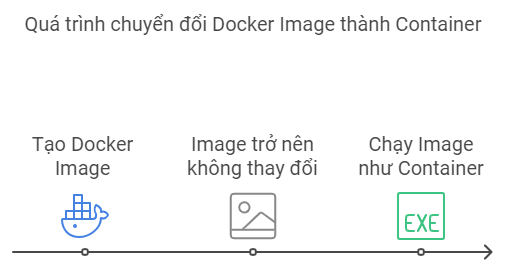 Quá trình chuyển đổi Docker Image thành Container
Tạo Docker
Image
Image trở nên
không thay đổi
Chạy Image
như Container
EXE